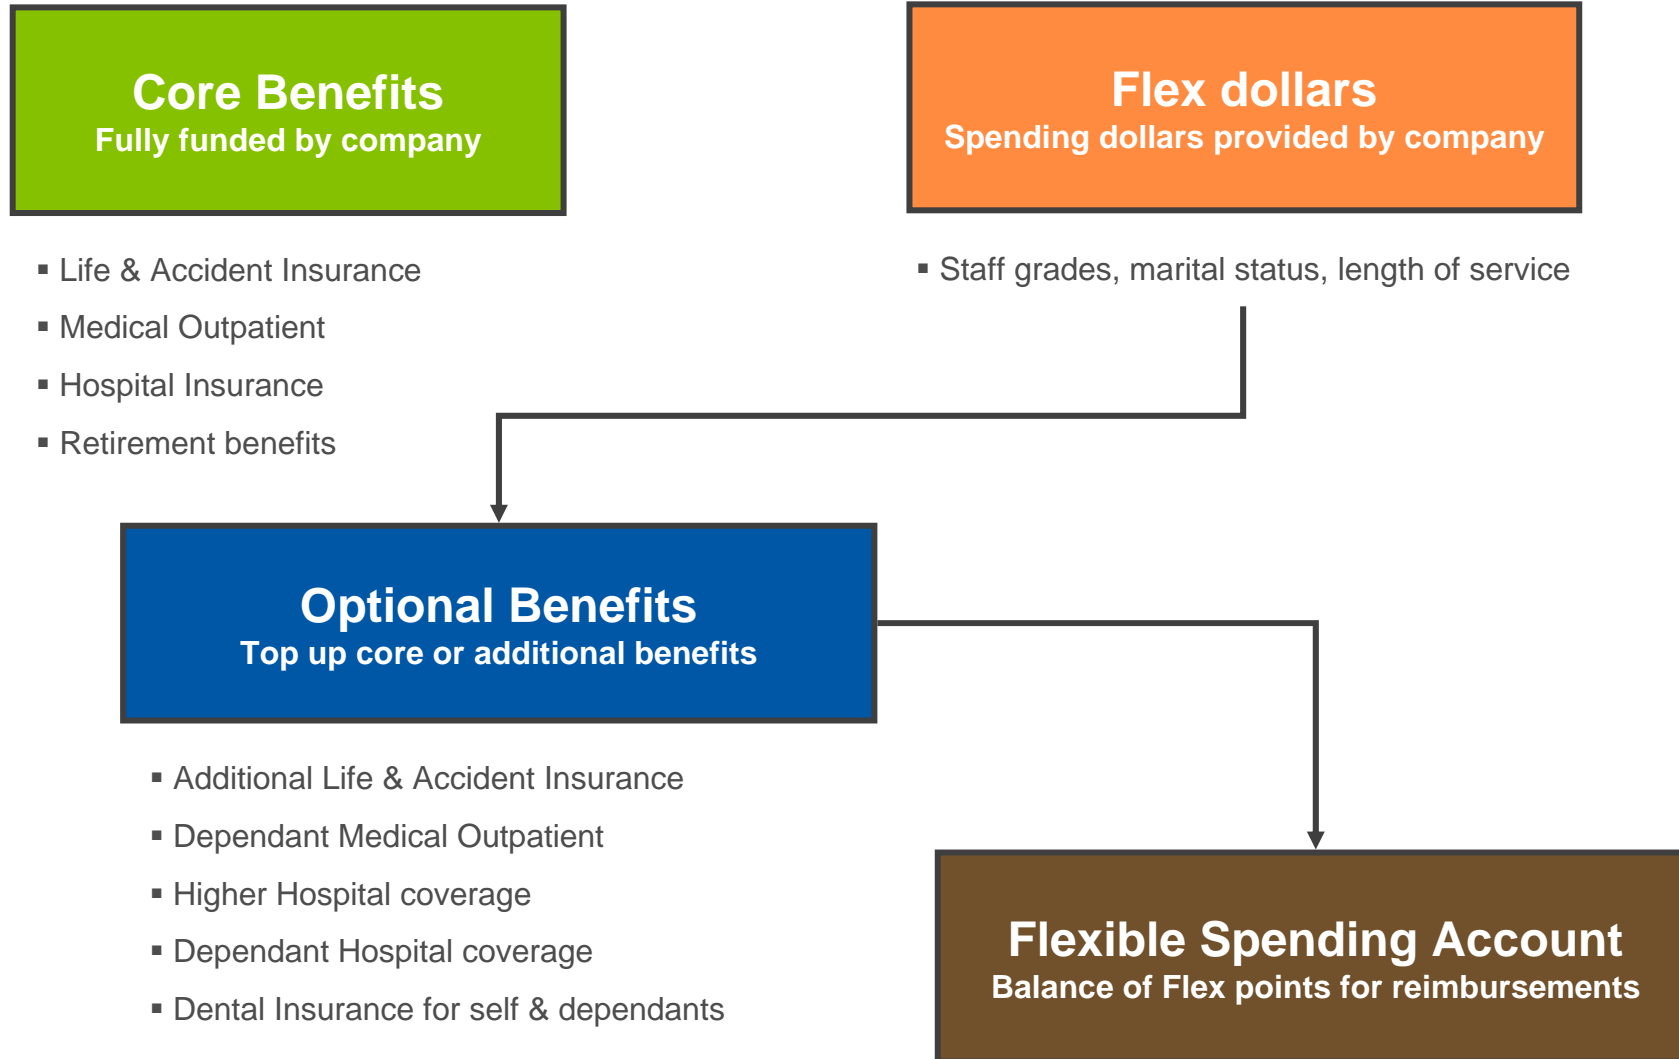 Core Benefits
Fully funded by company
▪ Life & Accident Insurance
▪ Medical Outpatient
▪ Hospital Insurance
▪ Retirement benefits
Flex dollars
Spending dollars provided by company
▪ Staff grades, marital status, length of service
Optional Benefits
Top up core or additional benefits
▪ Additional Life & Accident Insurance
▪ Dependant Medical Outpatient
▪ Higher Hospital coverage
▪ Dependant Hospital coverage
▪ Dental Insurance for self & dependants
Flexible Spending Account
Balance of Flex points for reimbursements